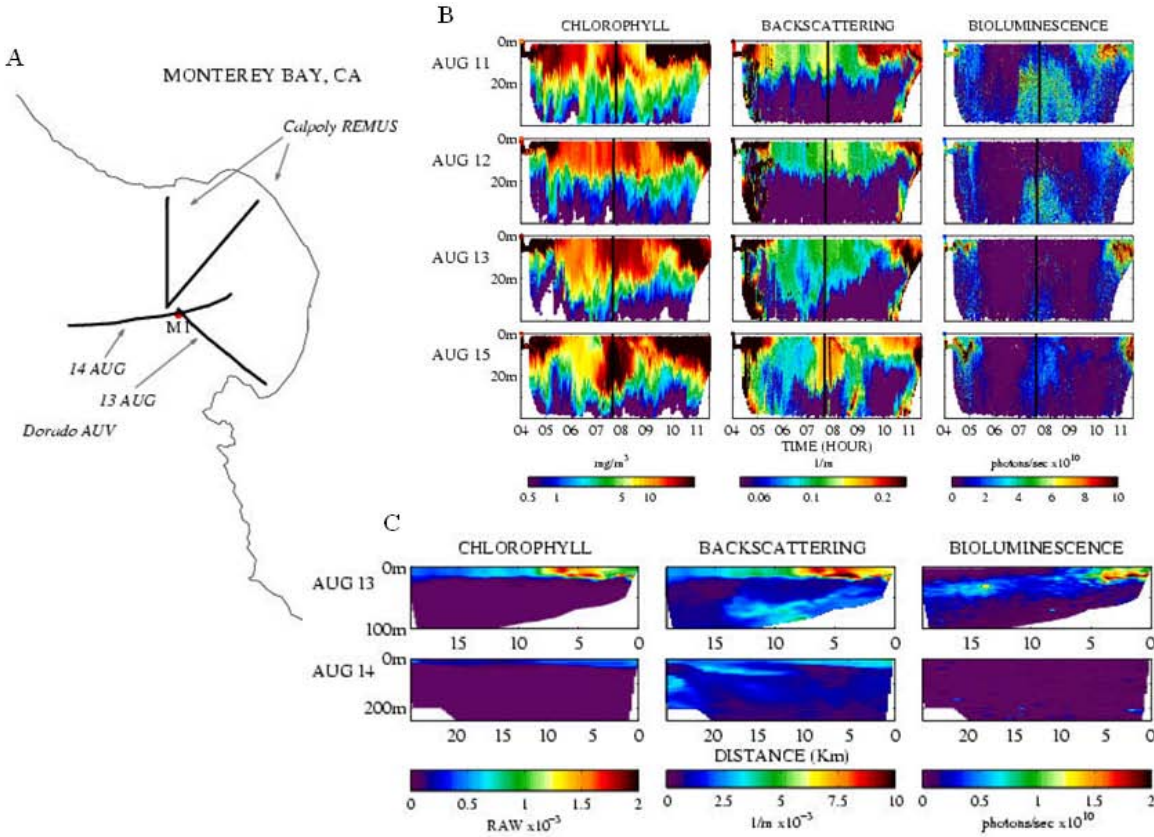 A
MONTEREY BAY, CA
Calpoly REMUS
M1
14 AUG
13 AUG
Dorado AUV
B
CHLOROPHYLL BACKSCATTERING BIOLUMINESCENCE
0m
AUG 11
20m
0m
AUG 12
20m
0m
AUG 13
20m
0m
AUG 15
20m
04 05 06 07 08 09 10 11 04 05 06 07 08 09 10 11 04 05 06 07 08 09 10 11
TIME (HOUR)
mg/m³ 1/m photons/sec x10¹⁰
0.5 1 5 10 0.06 0.1 0.2 0 2 4 6 8 10
C
CHLOROPHYLL BACKSCATTERING BIOLUMINESCENCE
0m
AUG 13
100m
15 10 5 0 15 10 5 0 15 10 5 0
0m
AUG 14
200m
20 15 10 5 0 20 15 10 5 0 20 15 10 5 0
DISTANCE (Km)
0 0.5 1 1.5 2 0 2.5 5 7.5 10 0 0.5 1 1.5 2
RAW x10⁻³ 1/m x10⁻³ photons/sec x10¹⁰